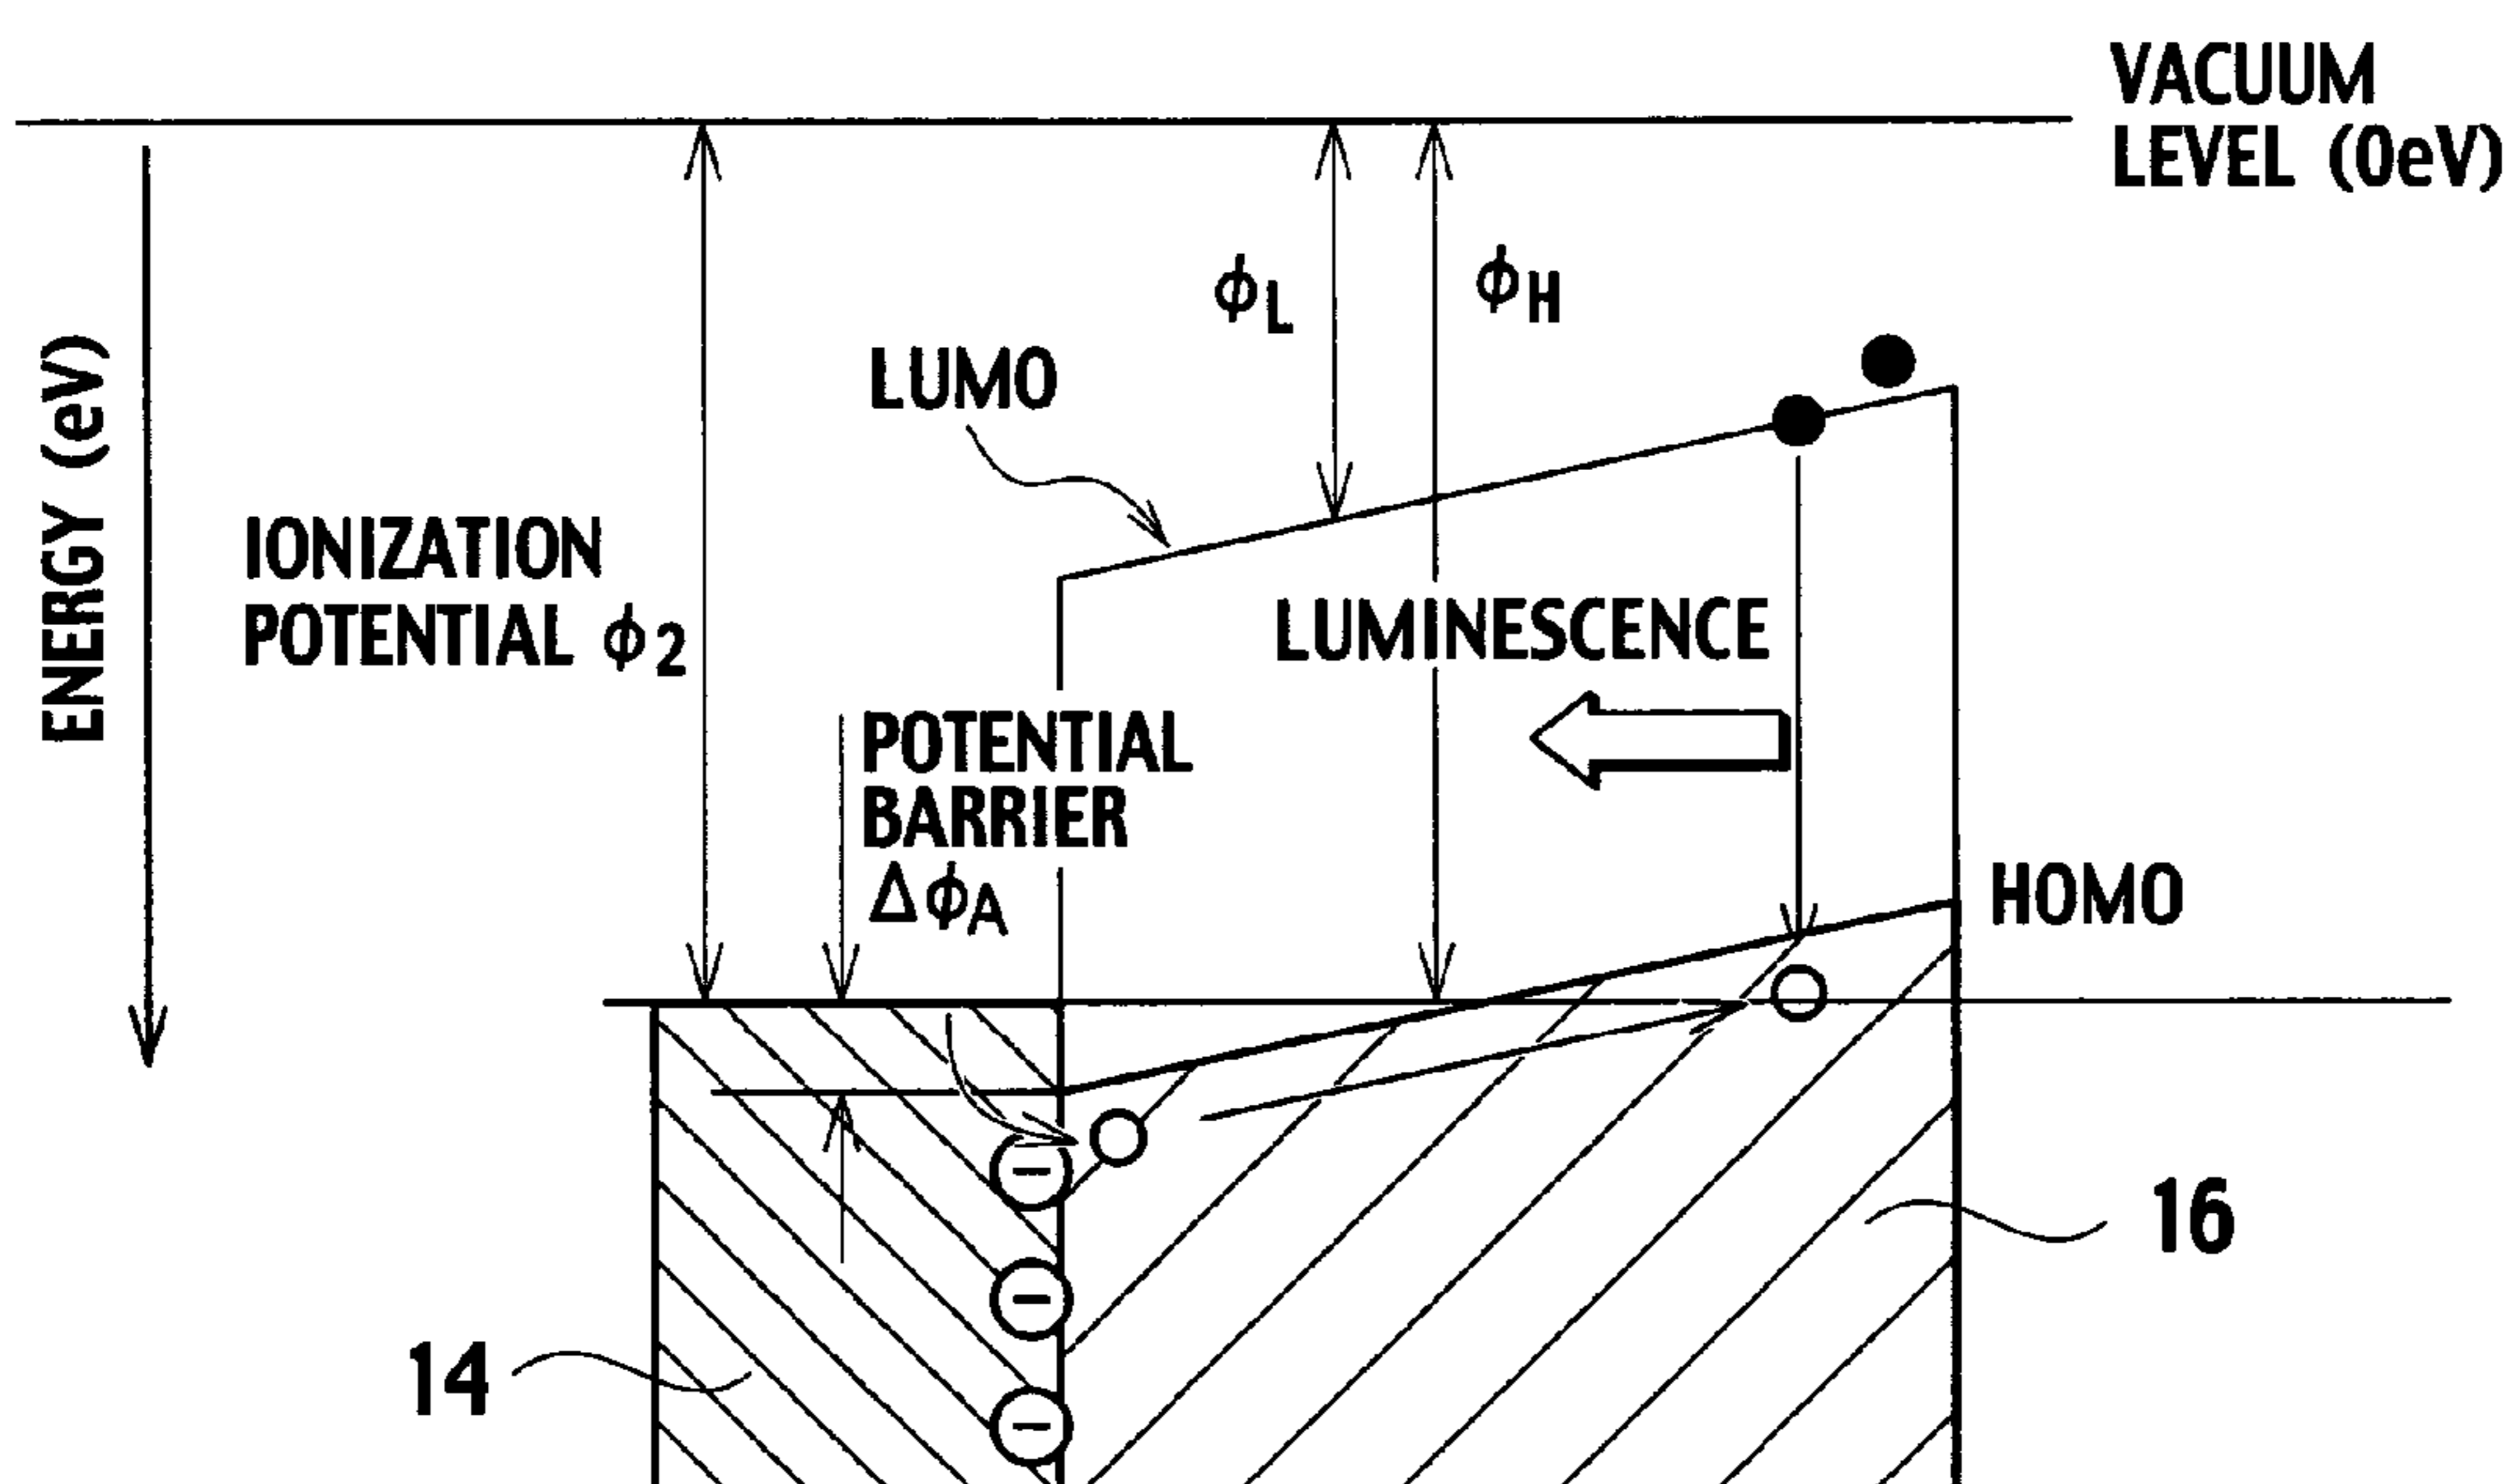 VACUUM
LEVEL (0eV)
ENERGY (eV)
ϕL
ϕH
LUMO
IONIZATION
POTENTIAL ϕ2
LUMINESCENCE
POTENTIAL
BARRIER
ΔϕA
HOMO
16
14